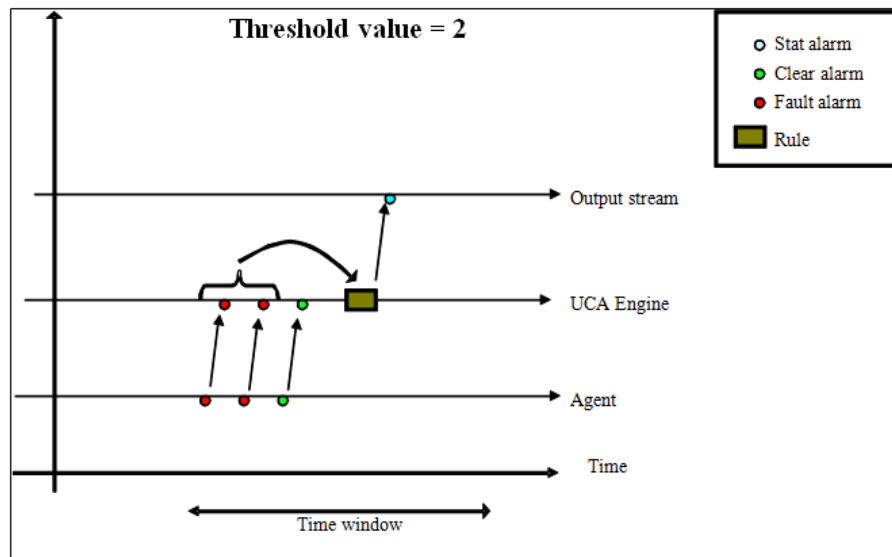 Threshold value = 2
Stat alarm
Clear alarm
Fault alarm
Rule
Output stream
UCA Engine
Agent
Time
Time window